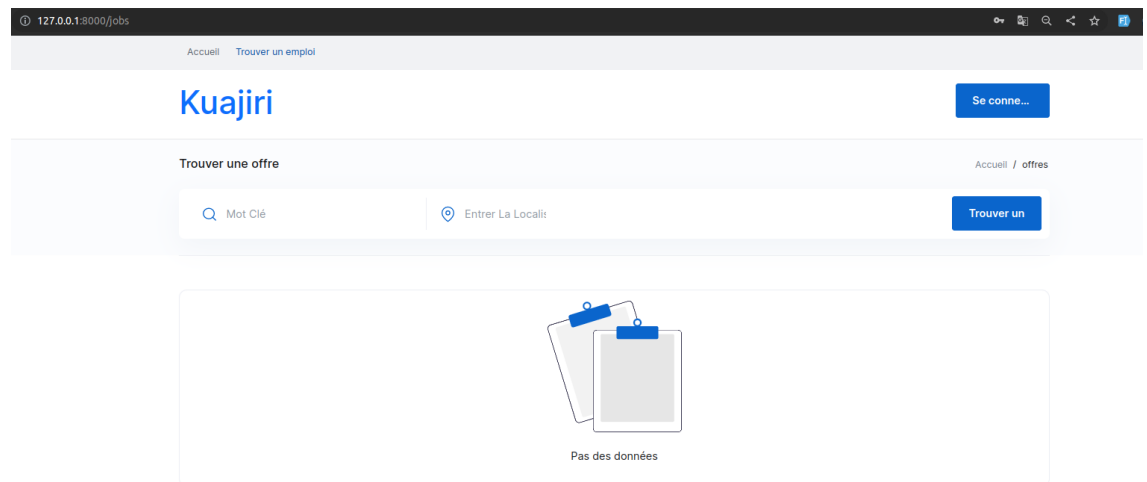 127.0.0.1:8000/jobs
Accueil Trouver un emploi
Kuajiri
Se conne...
Trouver une offre
Accueil / offres
Mot Clé
Entrer La Localis
Trouver un
Pas des données